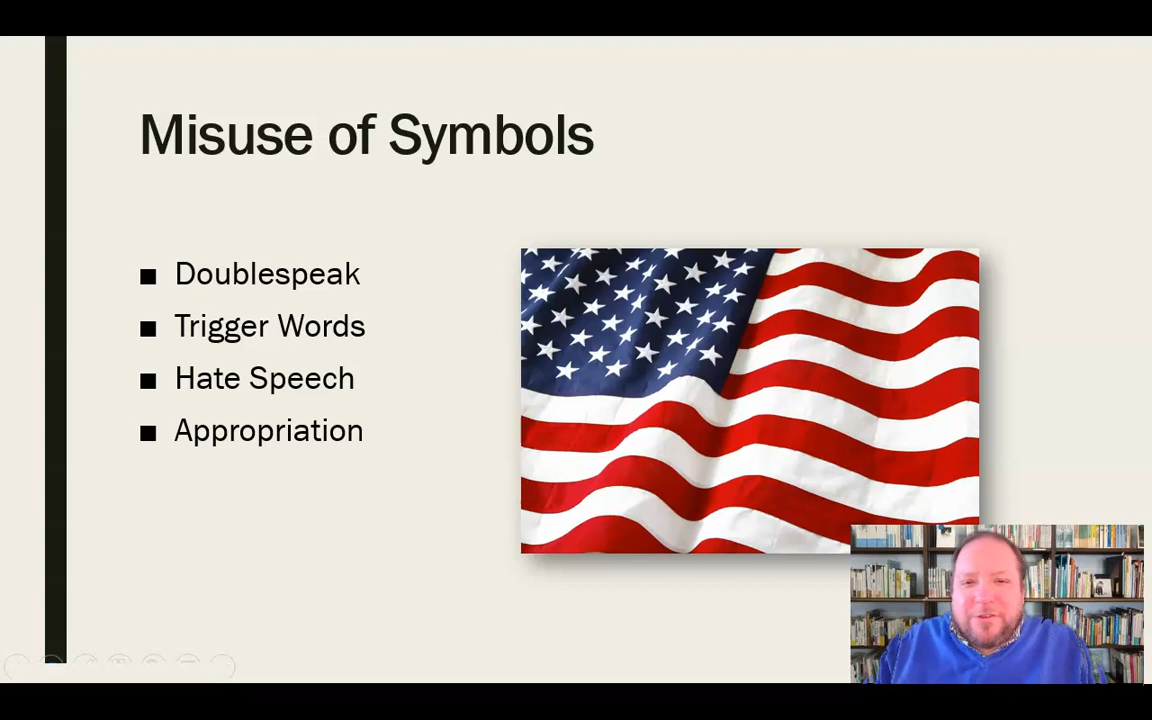 Misuse of Symbols
■ Doublespeak
■ Trigger Words
■ Hate Speech
■ Appropriation